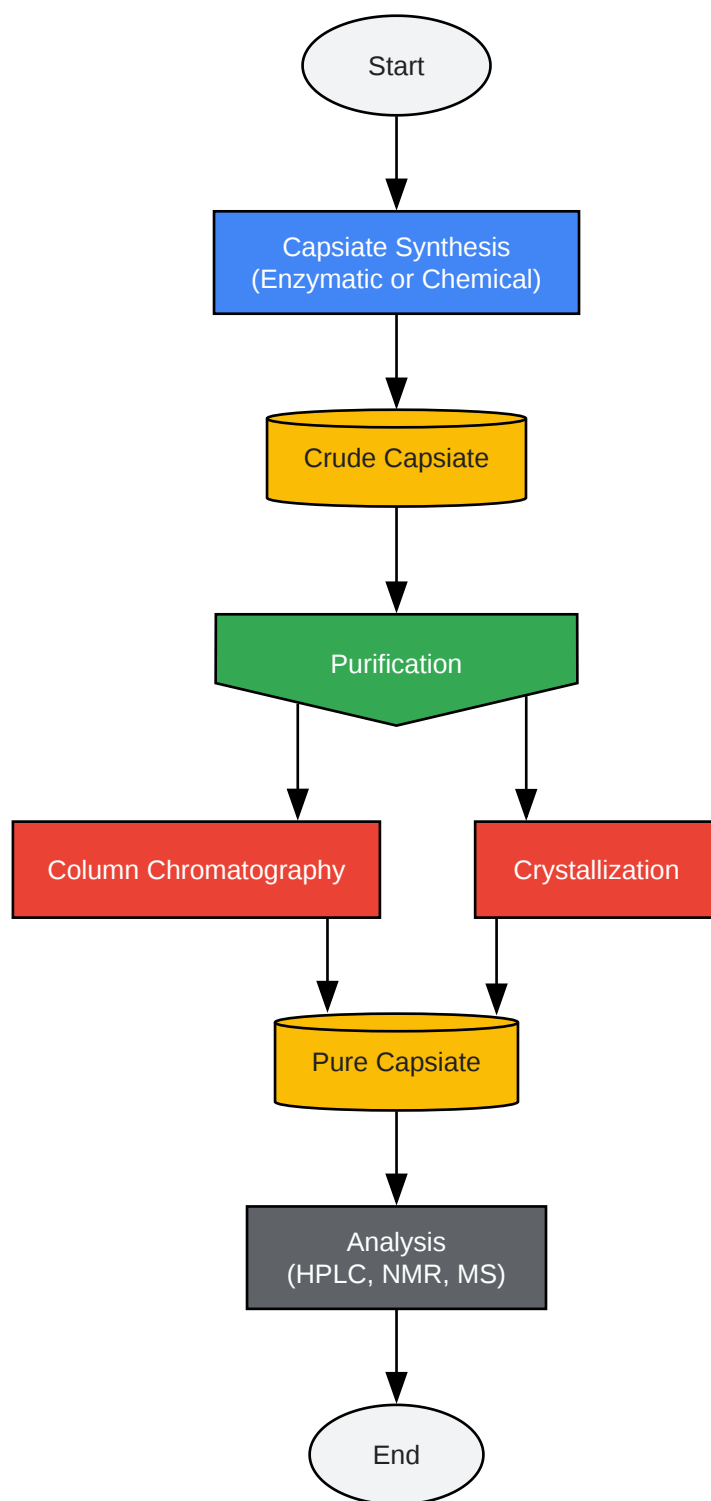 Start
Capsiate Synthesis
(Enzymatic or Chemical)
Crude Capsiate
Purification
Column Chromatography
Crystallization
Pure Capsiate
Analysis
(HPLC, NMR, MS)
End